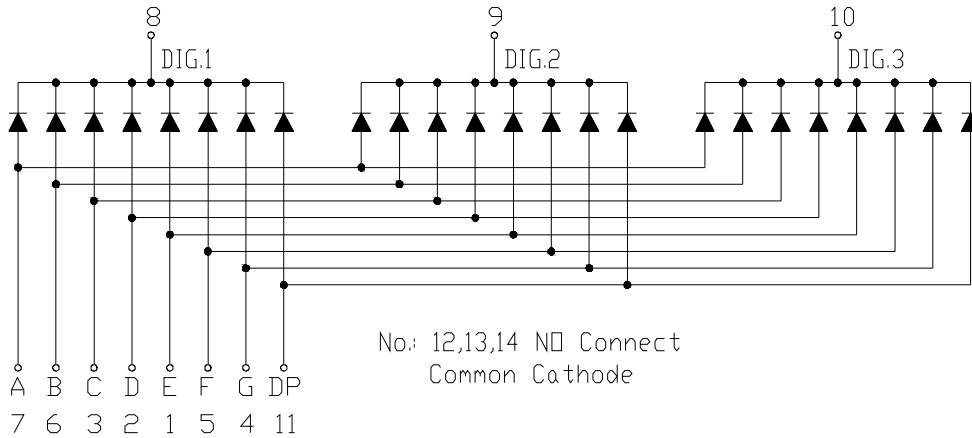 8 9 10
DIG.1 DIG.2 DIG.3
No.: 12,13,14 NO Connect
Common Cathode
A B C D E F G DP
7 6 3 2 1 5 4 11